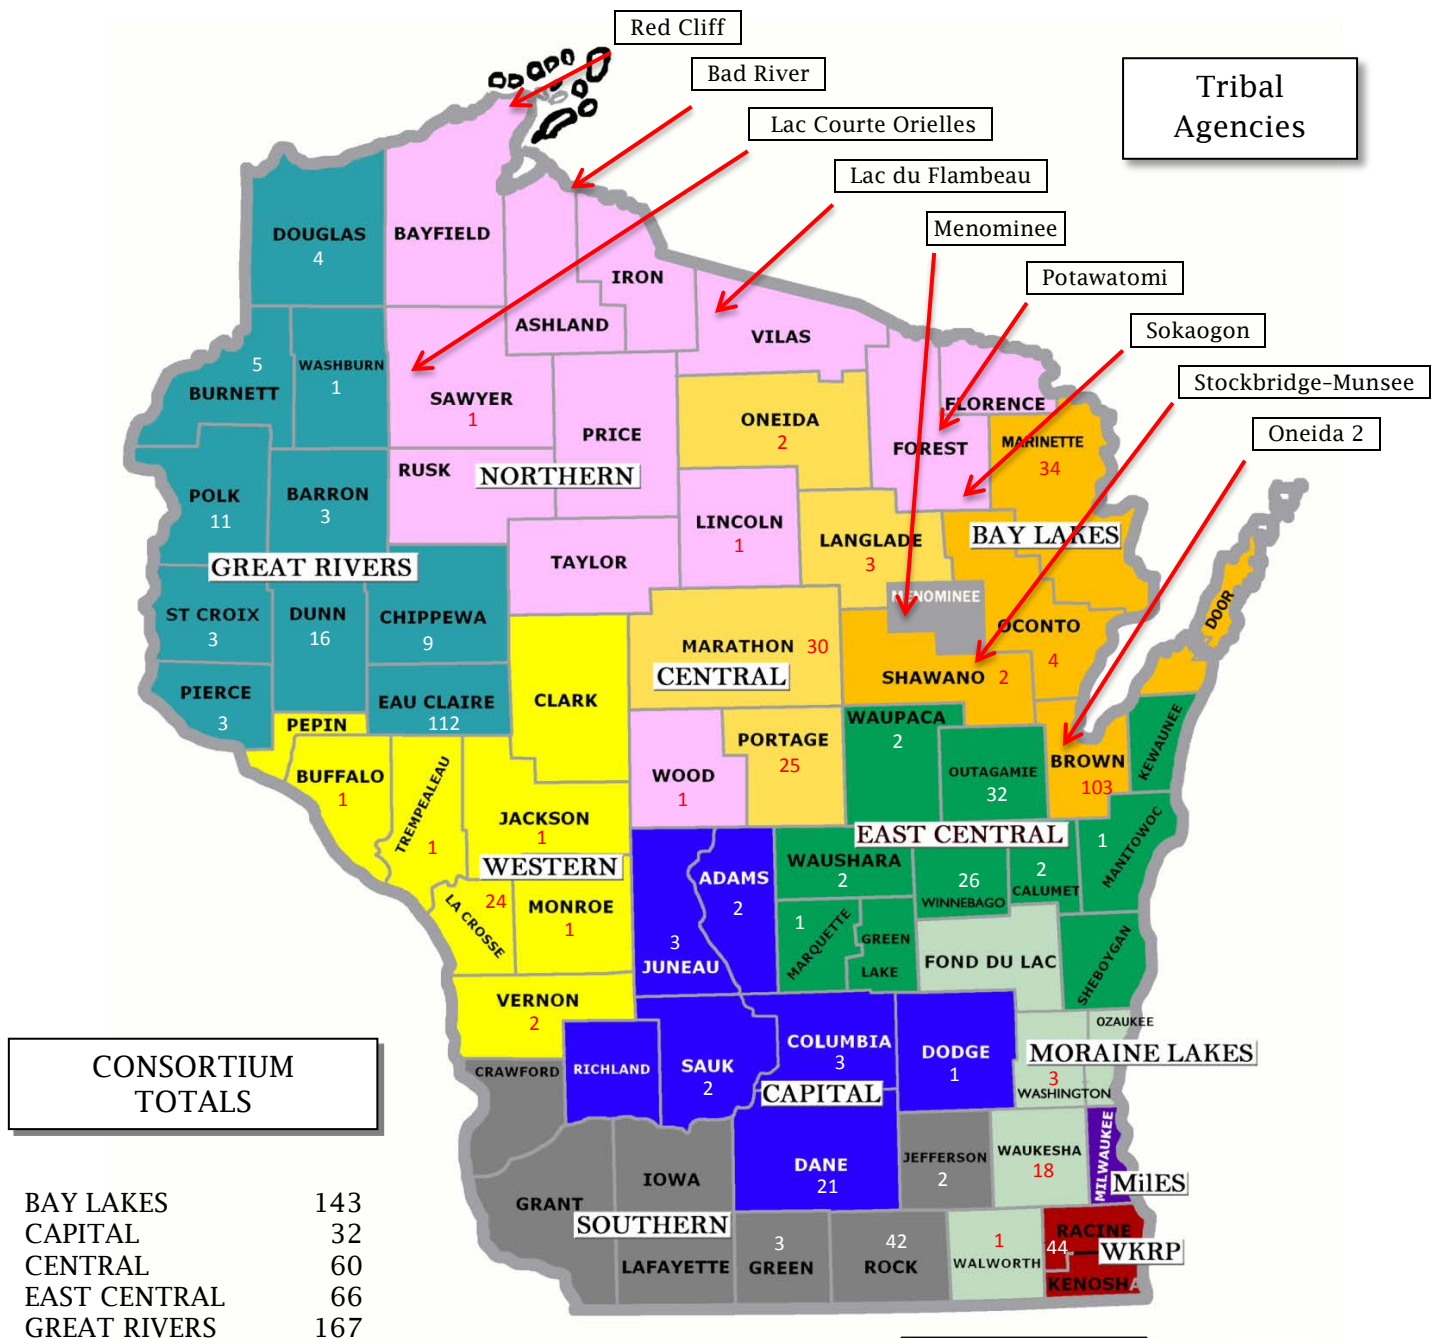 Red Cliff
Bad River
Tribal
Agencies
Lac Courte Orielles
Lac du Flambeau
Menominee
Potawatomi
Sokaogon
Stockbridge-Munsee
Oneida 2
DOUGLAS
4
BAYFIELD
IRON
ASHLAND
VILAS
5
BURNETT
WASHBURN
1
SAWYER
1
PRICE
ONEIDA
2
FLORENCE
FOREST
MARINETTE
34
RUSK
NORTHERN
POLK
11
BARRON
3
LINCOLN
1
LANGLADE
3
BAY LAKES
GREAT RIVERS
TAYLOR
MENOMINEE
ST CROIX
3
DUNN
16
CHIPPEWA
9
OCONTO
4
DOOR
MARATHON 30
CENTRAL
SHAWANO 2
PIERCE
3
EAU CLAIRE
112
CLARK
PEPIN
WAUPACA
2
KEWAUNEE
BUFFALO
1
TREMPEALEAU
1
WOOD
1
PORTAGE
25
OUTAGAMIE
32
BROWN
103
JACKSON
1
EAST CENTRAL
WESTERN
WAUSHARA
2
26
WINNEBAGO
2
CALUMET
1
MANITOWOC
ADAMS
2
24
LA CROSSE
MONROE
1
3
JUNEAU
1
MARQUETTE
GREEN
LAKE
FOND DU LAC
SHEBOYGAN
VERNON
2
OZAUKEE
CONSORTIUM
TOTALS
CRAWFORD
RICHLAND
SAUK
2
COLUMBIA
3
DODGE
1
MORAINE LAKES
3
WASHINGTON
CAPITAL
MILWAUKEE
MilES
DANE
21
JEFFERSON
2
WAUKESHA
18
IOWA
GRANT
SOUTHERN
LAFAYETTE
3
GREEN
42
ROCK
1
WALWORTH
RACINE
44
WKRP
KENOSHA
BAY LAKES 143
CAPITAL 32
CENTRAL 60
EAST CENTRAL 66
GREAT RIVERS 167